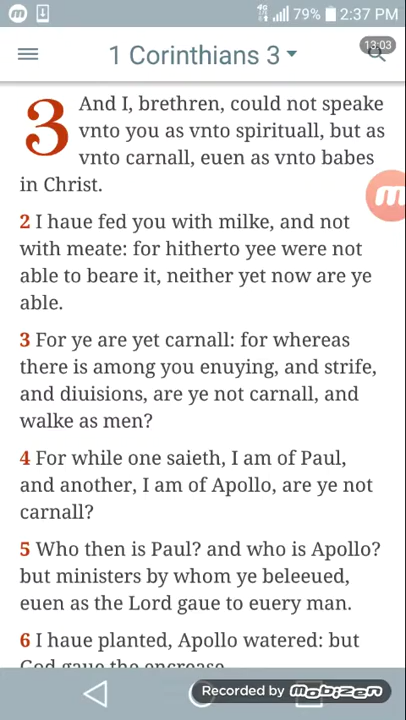 79% 2:37 PM
1 Corinthians 3
13:03
3 And I, brethren, could not speake
vnto you as vnto spirituall, but as
vnto carnall, euen as vnto babes
in Christ.
2 I haue fed you with milke, and not
with meate: for hitherto yee were not
able to beare it, neither yet now are ye
able.
3 For ye are yet carnall: for whereas
there is among you enuying, and strife,
and diuisions, are ye not carnall, and
walke as men?
4 For while one saieth, I am of Paul,
and another, I am of Apollo, are ye not
carnall?
5 Who then is Paul? and who is Apollo?
but ministers by whom ye beleeued,
euen as the Lord gaue to euery man.
6 I haue planted, Apollo watered: but
God gaue the encrease
Recorded by mobizen